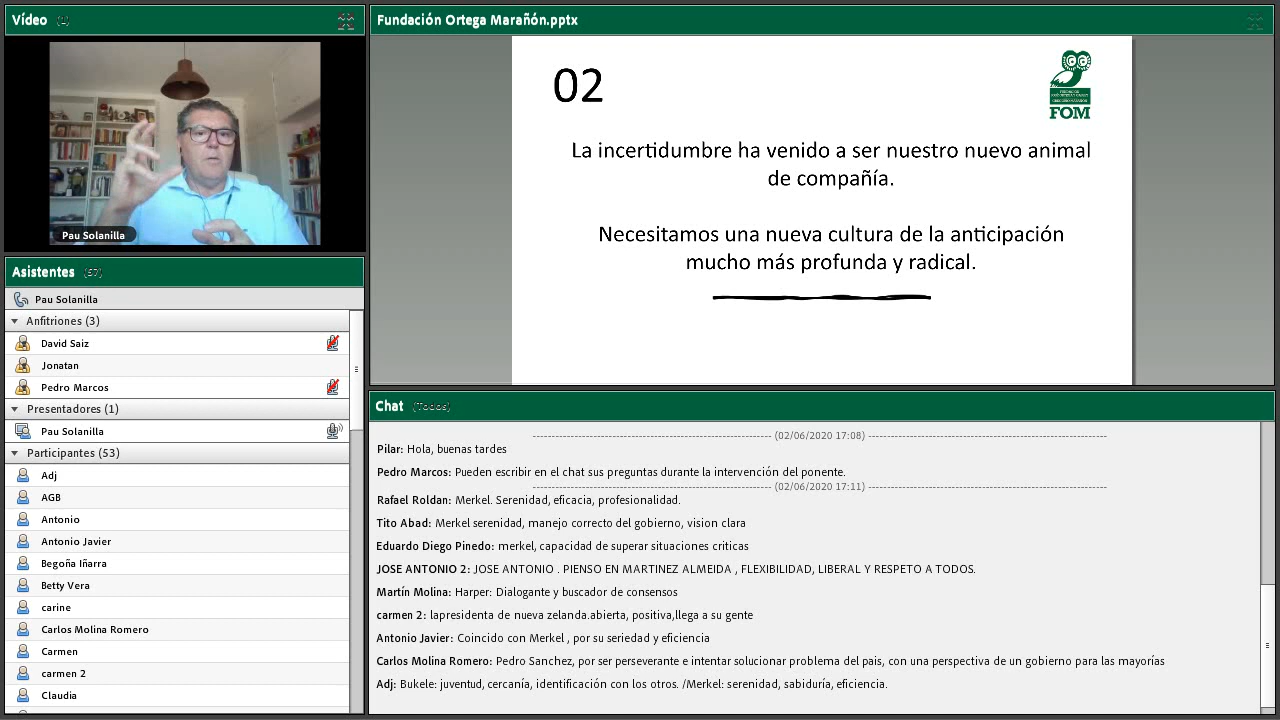 Vídeo (1)
Pau Solanilla
Asistentes (57)
Pau Solanilla
Anfitriones (3)
David Saiz
Jonatan
Pedro Marcos
Presentadores (1)
Pau Solanilla
Participantes (53)
Adj
AGB
Antonio
Antonio Javier
Begoña Iñarra
Betty Vera
carine
Carlos Molina Romero
Carmen
carmen 2
Claudia
Fundación Ortega Marañón.pptx
02
FOM
La incertidumbre ha venido a ser nuestro nuevo animal
de compañía.
Necesitamos una nueva cultura de la anticipación
mucho más profunda y radical.
Chat (Todos)
(02/06/2020 17:08)
Pilar: Hola, buenas tardes
Pedro Marcos: Pueden escribir en el chat sus preguntas durante la intervención del ponente.
(02/06/2020 17:11)
Rafael Roldan: Merkel. Serenidad, eficacia, profesionalidad.
Tito Abad: Merkel serenidad, manejo correcto del gobierno, vision clara
Eduardo Diego Pinedo: merkel, capacidad de superar situaciones criticas
JOSE ANTONIO 2: JOSE ANTONIO . PIENSO EN MARTINEZ ALMEIDA , FLEXIBILIDAD, LIBERAL Y RESPETO A TODOS.
Martín Molina: Harper: Dialogante y buscador de consensos
carmen 2: lapresidenta de nueva zelanda.abierta, positiva,llega a su gente
Antonio Javier: Coincido con Merkel , por su seriedad y eficiencia
Carlos Molina Romero: Pedro Sanchez, por ser perseverante e intentar solucionar problema del pais, con una perspectiva de un gobierno para las mayorías
Adj: Bukele: juventud, cercanía, identificación con los otros. /Merkel: serenidad, sabiduría, eficiencia.